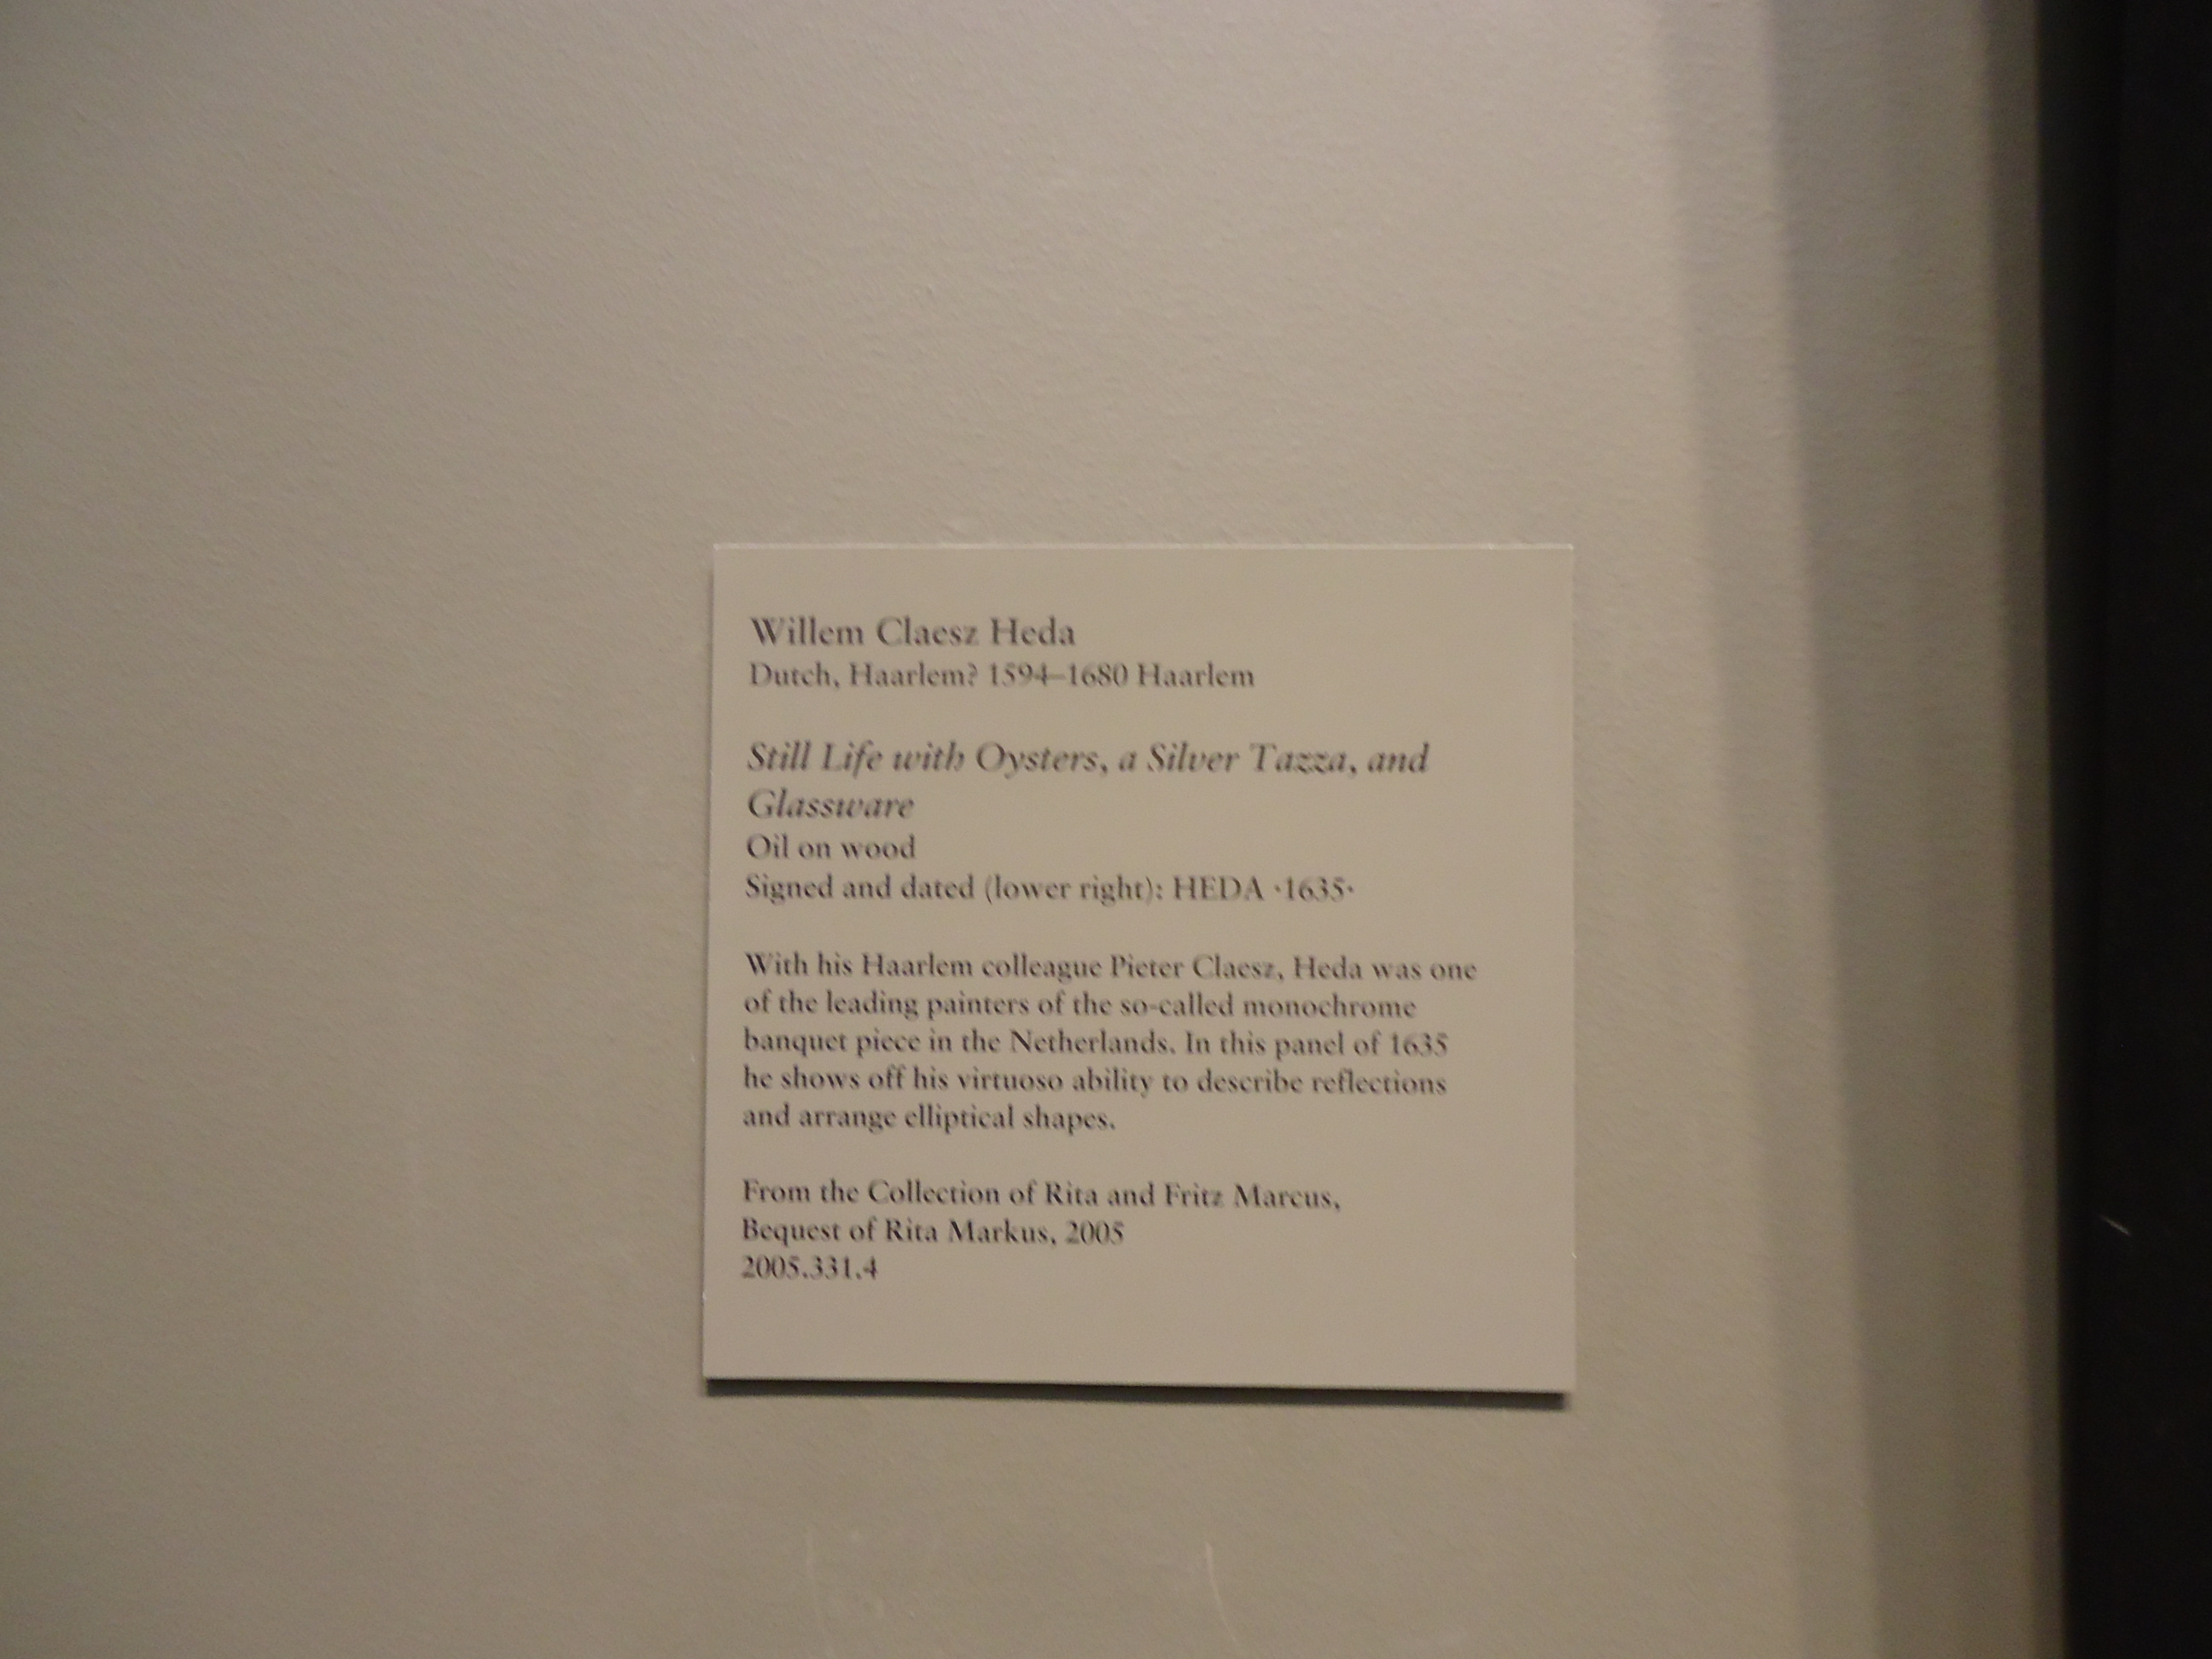 Willem Claesz Heda
Dutch, Haarlem? 1594–1680 Haarlem
Still Life with Oysters, a Silver Tazza, and
Glassware
Oil on wood
Signed and dated (lower right): HEDA ·1635·
With his Haarlem colleague Pieter Claesz, Heda was one
of the leading painters of the so-called monochrome
banquet piece in the Netherlands. In this panel of 1635
he shows off his virtuoso ability to describe reflections
and arrange elliptical shapes.
From the Collection of Rita and Fritz Marcus,
Bequest of Rita Markus, 2005
2005.331.4